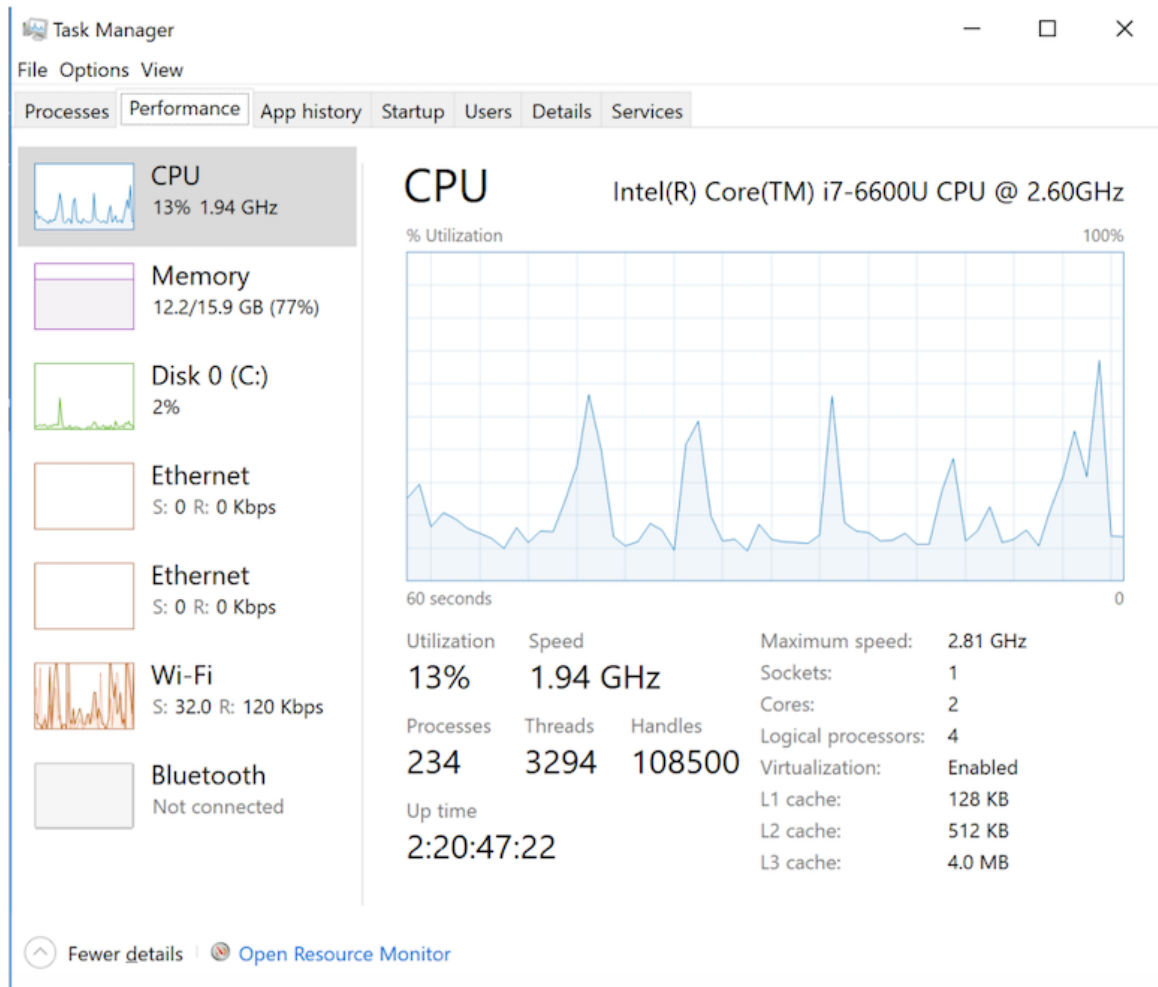 Task Manager
File Options View
Processes Performance App history Startup Users Details Services
CPU
13% 1.94 GHz
Memory
12.2/15.9 GB (77%)
Disk 0 (C:)
2%
Ethernet
S: 0 R: 0 Kbps
Ethernet
S: 0 R: 0 Kbps
Wi-Fi
S: 32.0 R: 120 Kbps
Bluetooth
Not connected
CPU Intel(R) Core(TM) i7-6600U CPU @ 2.60GHz
% Utilization 100%
60 seconds 0
Utilization Speed
13% 1.94 GHz
Processes Threads Handles
234 3294 108500
Up time
2:20:47:22
Maximum speed: 2.81 GHz
Sockets: 1
Cores: 2
Logical processors: 4
Virtualization: Enabled
L1 cache: 128 KB
L2 cache: 512 KB
L3 cache: 4.0 MB
Fewer details Open Resource Monitor